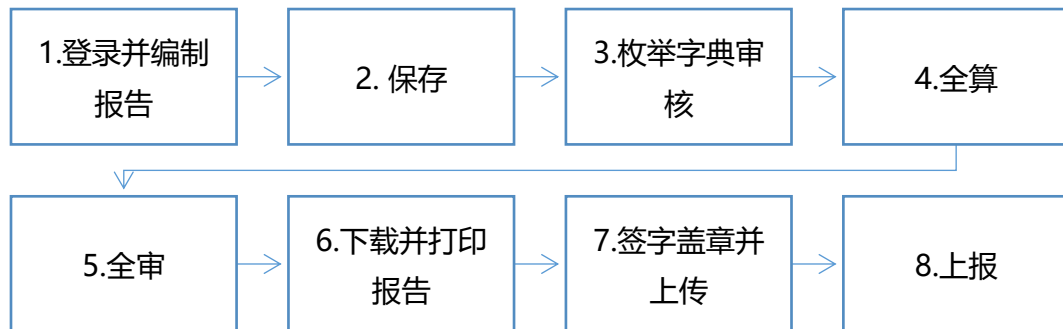 1.登录并编制
报告
2. 保存
3.枚举字典审
核
4.全算
5.全审
6.下载并打印
报告
7.签字盖章并
上传
8.上报